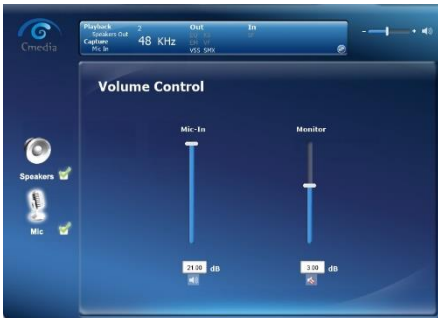 Cmedia
Playback 2 Out In
Speakers Out
Capture 48 KHz
Mic In VSS SMX
Volume Control
Mic-In Monitor
Speakers
Mic
21.00 dB 3.00 dB